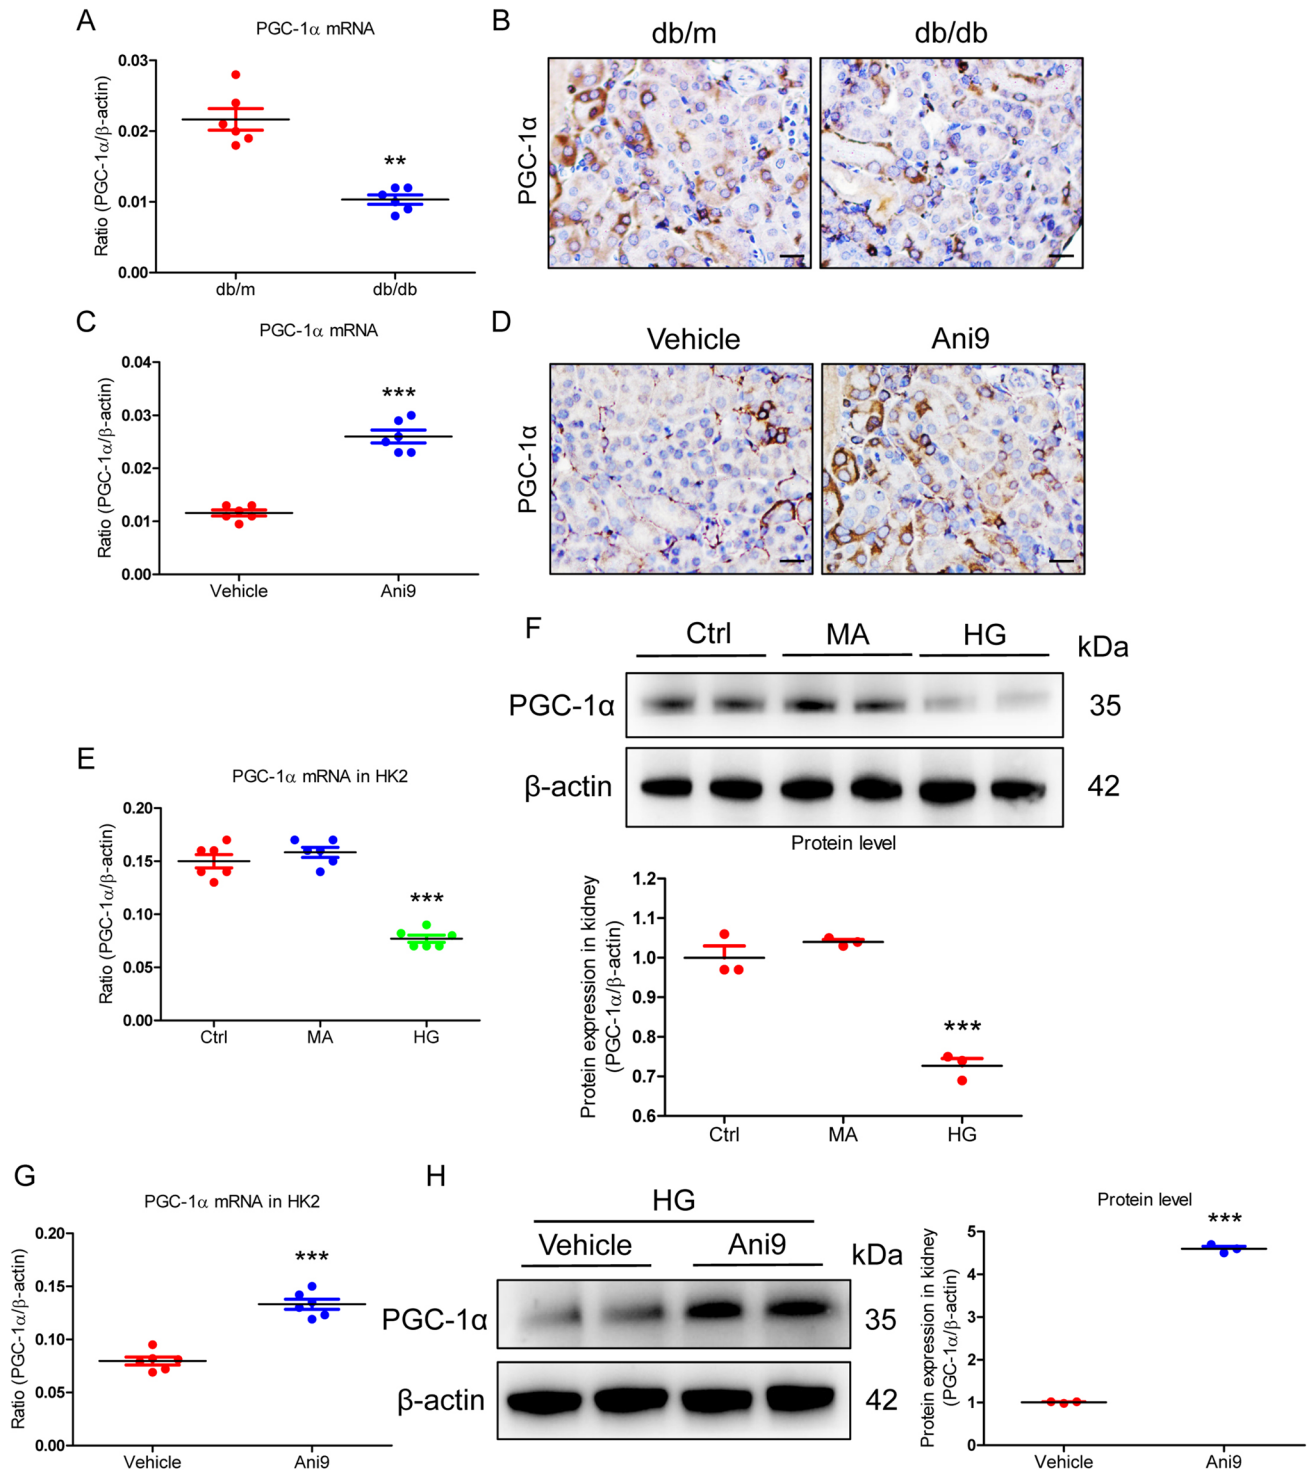 A
PGC-1α mRNA
Ratio (PGC-1α/β-actin)
0.03
0.02
0.01
0.00
**
db/m
db/db
B
db/m
db/db
PGC-1α
C
PGC-1α mRNA
Ratio (PGC-1α/β-actin)
0.04
0.03
0.02
0.01
0.00
***
Vehicle
Ani9
D
Vehicle
Ani9
PGC-1α
E
PGC-1α mRNA in HK2
Ratio (PGC-1α/β-actin)
0.20
0.15
0.10
0.05
0.00
***
Ctrl
MA
HG
F
Ctrl
MA
HG
kDa
PGC-1α
35
β-actin
42
Protein level
Protein expression in kidney
(PGC-1α/β-actin)
1.2
1.1
1.0
0.9
0.8
0.7
0.6
***
Ctrl
MA
HG
G
PGC-1α mRNA in HK2
Ratio (PGC-1α/β-actin)
0.20
0.15
0.10
0.05
0.00
***
Vehicle
Ani9
H
HG
Vehicle
Ani9
kDa
PGC-1α
35
β-actin
42
Protein level
Protein expression in kidney
(PGC-1α/β-actin)
5
4
3
2
1
0
***
Vehicle
Ani9